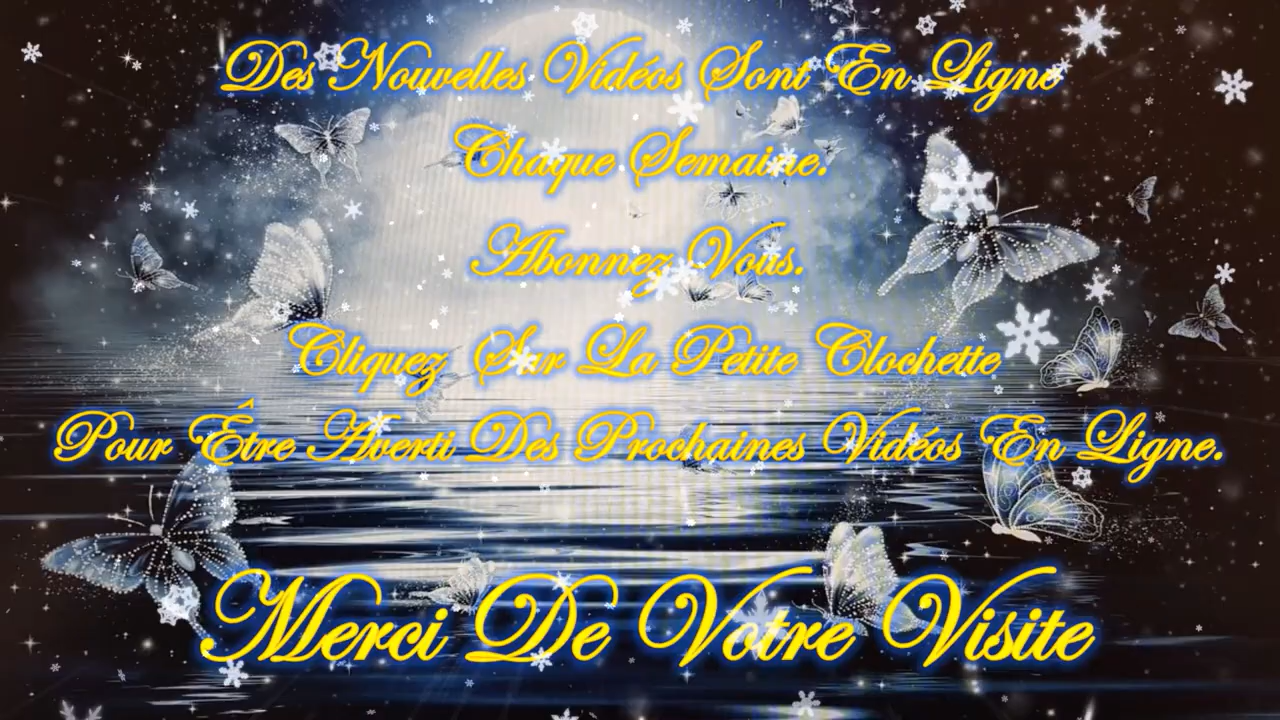 Des Nouvelles Vidéos Sont En Ligne
Chaque Semaine.
Abonnez Vous.
Cliquez Sur La Petite Clochette
Pour Être Averti Des Prochaines Vidéos En Ligne.
Merci De Votre Visite